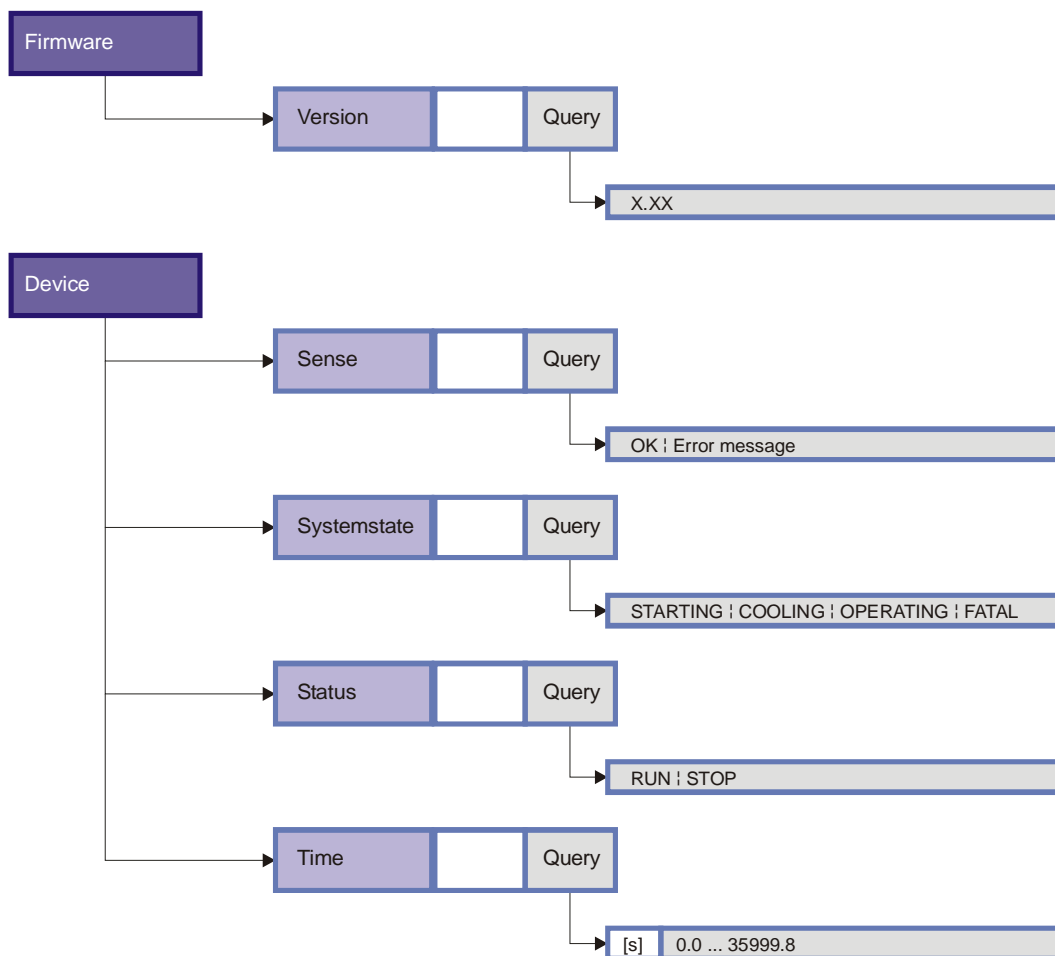 Firmware
Version Query
X.XX
Device
Sense Query
OK ¦ Error message
Systemstate Query
STARTING ¦ COOLING ¦ OPERATING ¦ FATAL
Status Query
RUN ¦ STOP
Time Query
[s] 0.0 ... 35999.8